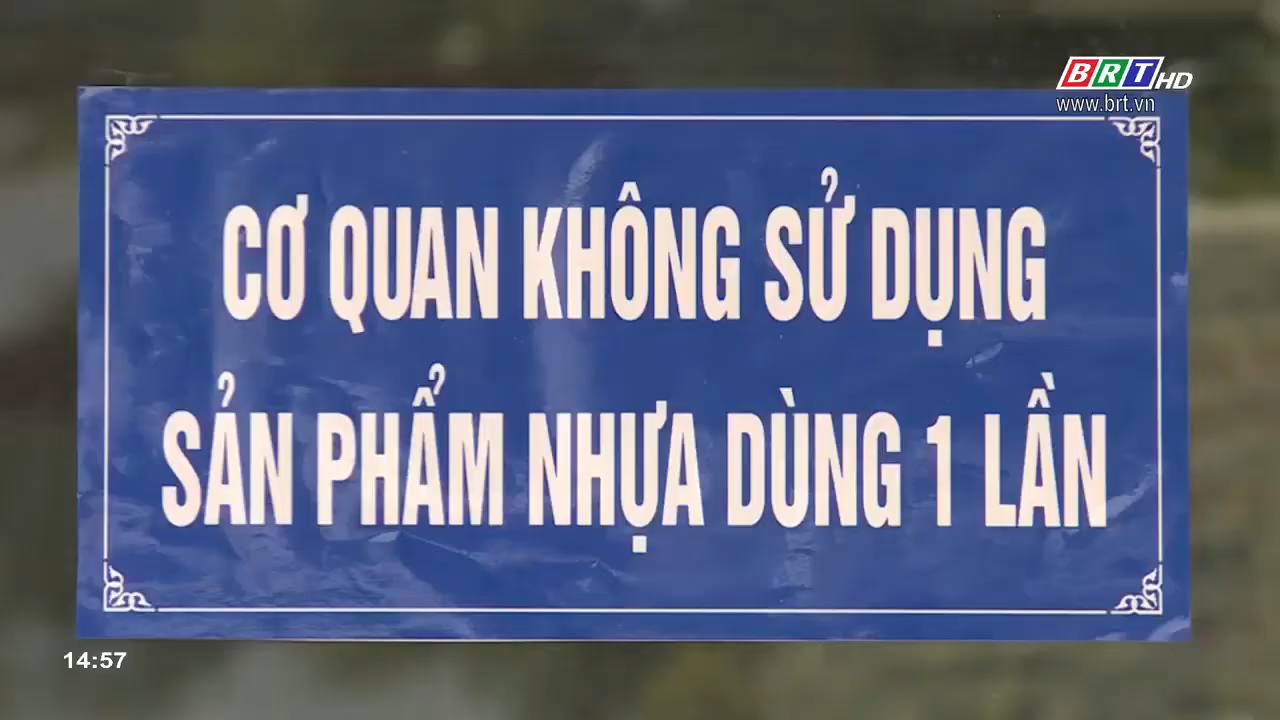 BRT HD
www.brt.vn
CƠ QUAN KHÔNG SỬ DỤNG
SẢN PHẨM NHỰA DÙNG 1 LẦN
14:57